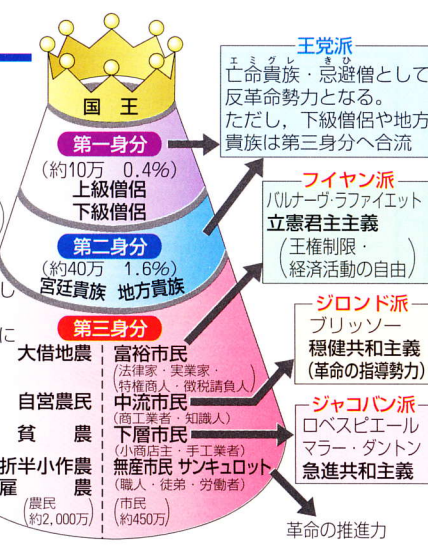 国王
第一身分
(約10万 0.4%)
上級僧侶
下級僧侶
第二身分
(約40万 1.6%)
宮廷貴族 地方貴族
第三身分
大借地農
自営農民
貧農
折半小作農
雇農
(農民
約2,000万)
富裕市民
(法律家・実業家・
特権商人・徴税請負人)
中流市民
(商工業者・知識人)
下層市民
(小商店主・手工業者)
無産市民 サンキュロット
(職人・徒弟・労働者)
(市民
約450万)
王党派
エミグレ きひ
亡命貴族・忌避僧として
反革命勢力となる。
ただし、下級僧侶や地方
貴族は第三身分へ合流
フイヤン派
バルナーヴ・ラファイエット
立憲君主主義
(王権制限・
経済活動の自由)
ジロンド派
ブリッソー
穏健共和主義
(革命の指導勢力)
ジャコバン派
ロベスピエール
マラー・ダントン
急進共和主義
革命の推進力
し
に